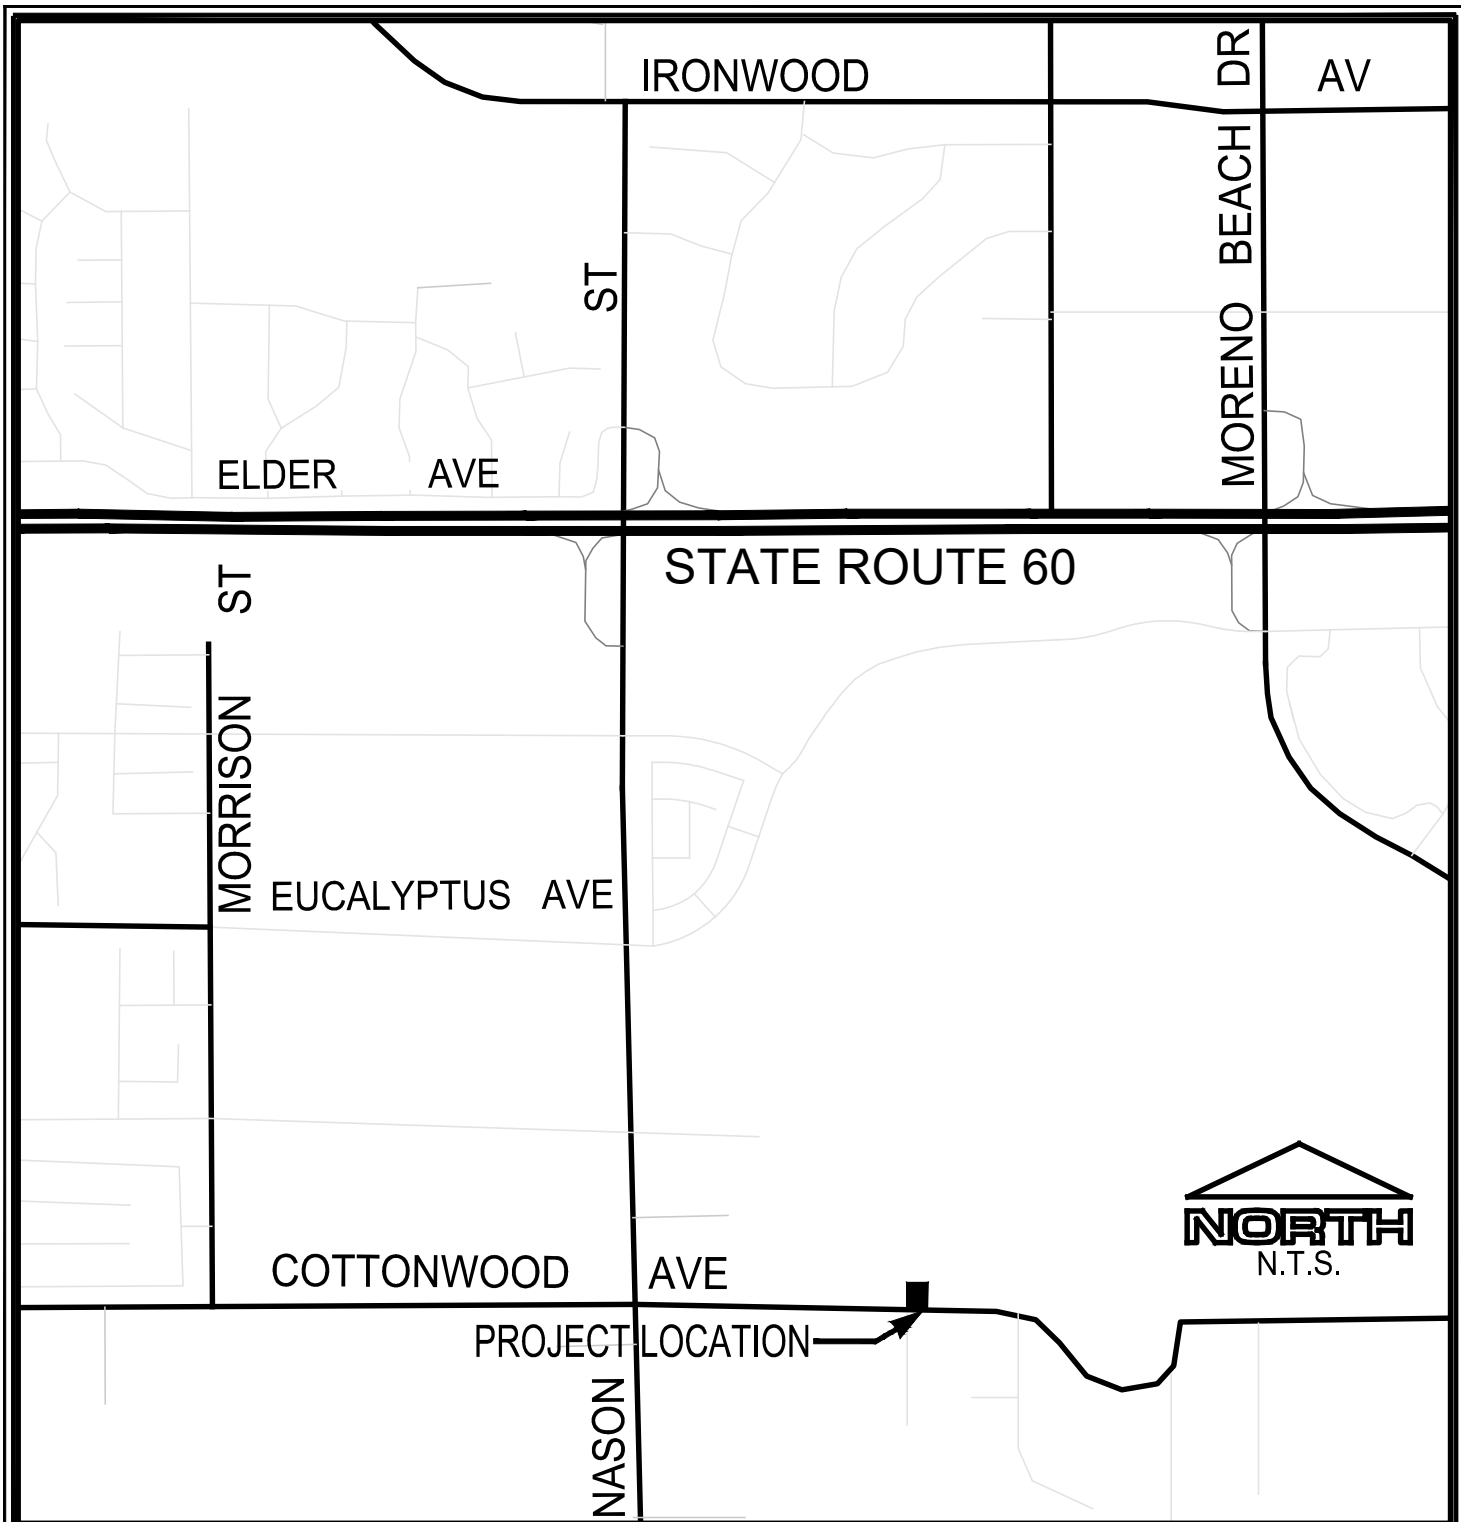 IRONWOOD AV
MORENO BEACH DR
ST
ELDER AVE
STATE ROUTE 60
MORRISON ST
EUCALYPTUS AVE
NORTH
N.T.S.
COTTONWOOD AVE
PROJECT LOCATION
NASON